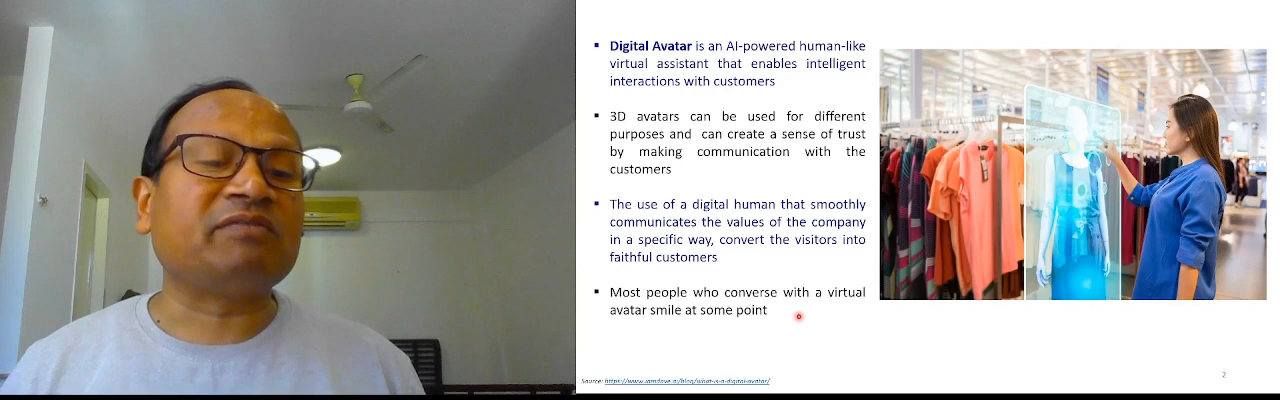 ▪ Digital Avatar is an AI-powered human-like
virtual assistant that enables intelligent
interactions with customers
▪ 3D avatars can be used for different
purposes and can create a sense of trust
by making communication with the
customers
▪ The use of a digital human that smoothly
communicates the values of the company
in a specific way, convert the visitors into
faithful customers
▪ Most people who converse with a virtual
avatar smile at some point
Source: https://www.iamdave.ai/blog/what-is-a-digital-avatar/
2